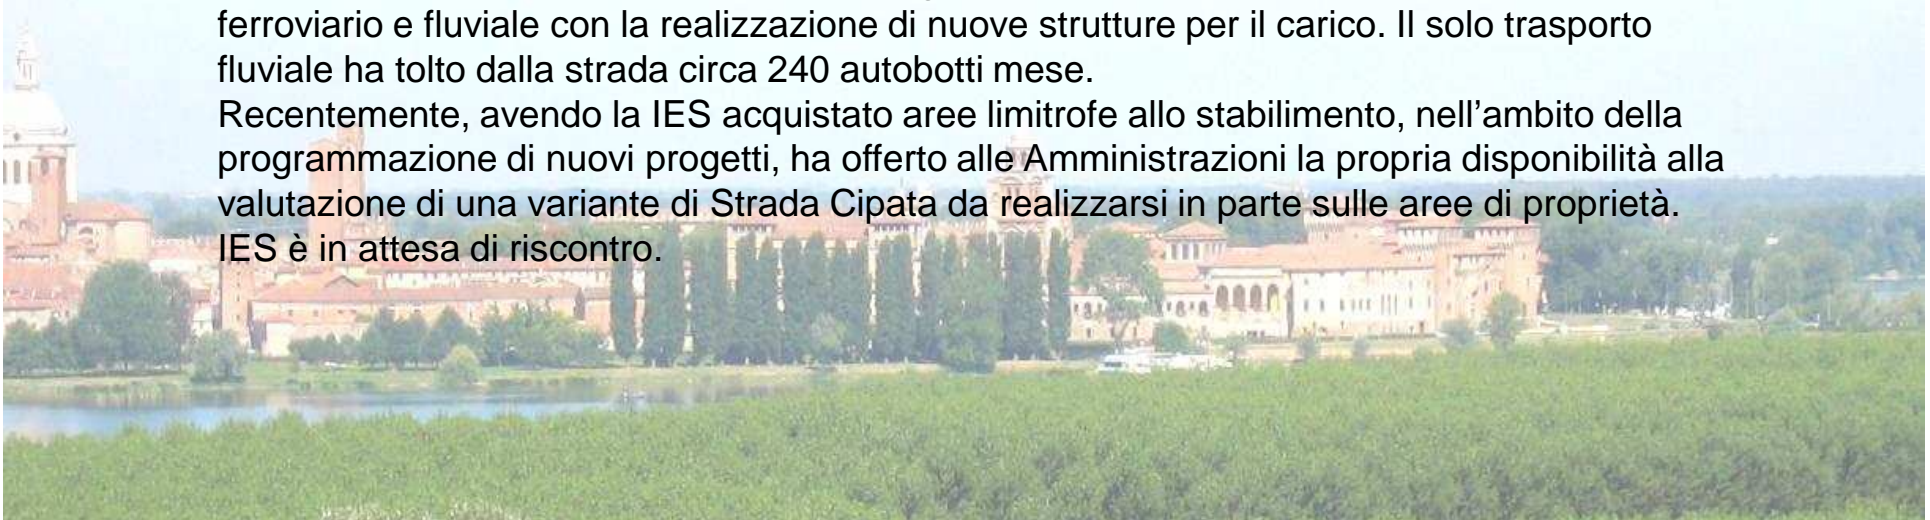 ferroviario e fluviale con la realizzazione di nuove strutture per il carico. Il solo trasporto
fluviale ha tolto dalla strada circa 240 autobotti mese.
Recentemente, avendo la IES acquistato aree limitrofe allo stabilimento, nell’ambito della
programmazione di nuovi progetti, ha offerto alle Amministrazioni la propria disponibilità alla
valutazione di una variante di Strada Cipata da realizzarsi in parte sulle aree di proprietà.
IES è in attesa di riscontro.